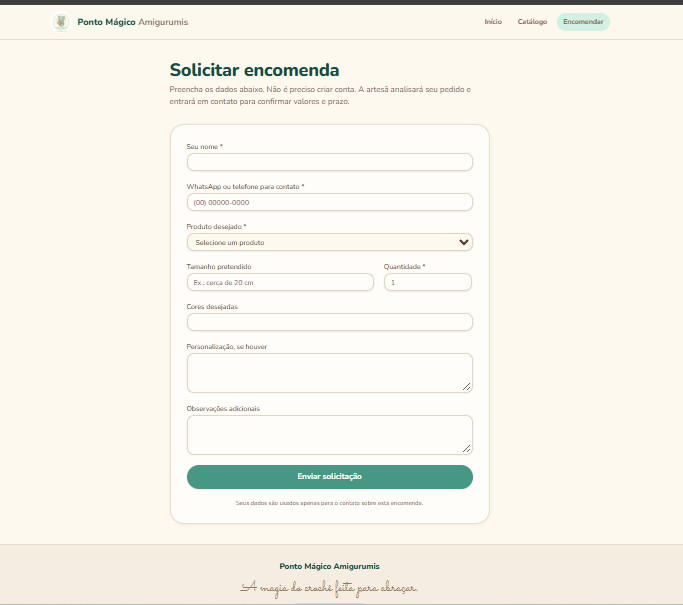 Ponto Mágico Amigurumis
Início
Catálogo
Encomendar
Solicitar encomenda
Preencha os dados abaixo. Não é preciso criar conta. A artesã analisará seu pedido e
entrará em contato para confirmar valores e prazo.
Seu nome *
WhatsApp ou telefone para contato *
(00) 00000-0000
Produto desejado *
Selecione um produto
Tamanho pretendido
Quantidade *
Ex.: cerca de 20 cm
1
Cores desejadas
Personalização, se houver
Observações adicionais
Enviar solicitação
Seus dados são usados apenas para o contato sobre esta encomenda.
Ponto Mágico Amigurumis
A magia do crochê feita para abraçar.